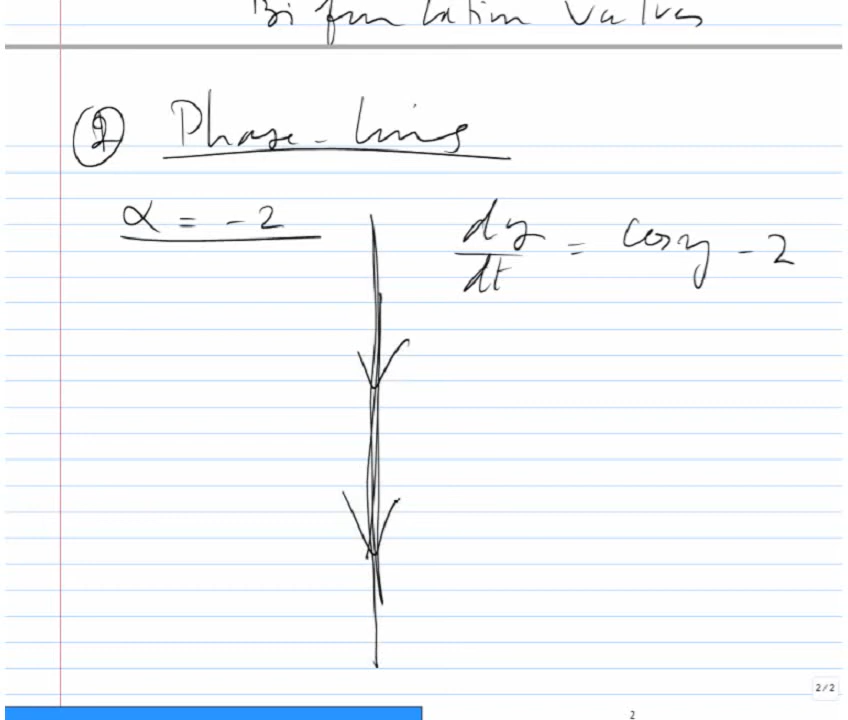 Bifurcation Values
② Phase-lines
α = -2
dy/dt = cos y - 2
2/2
2